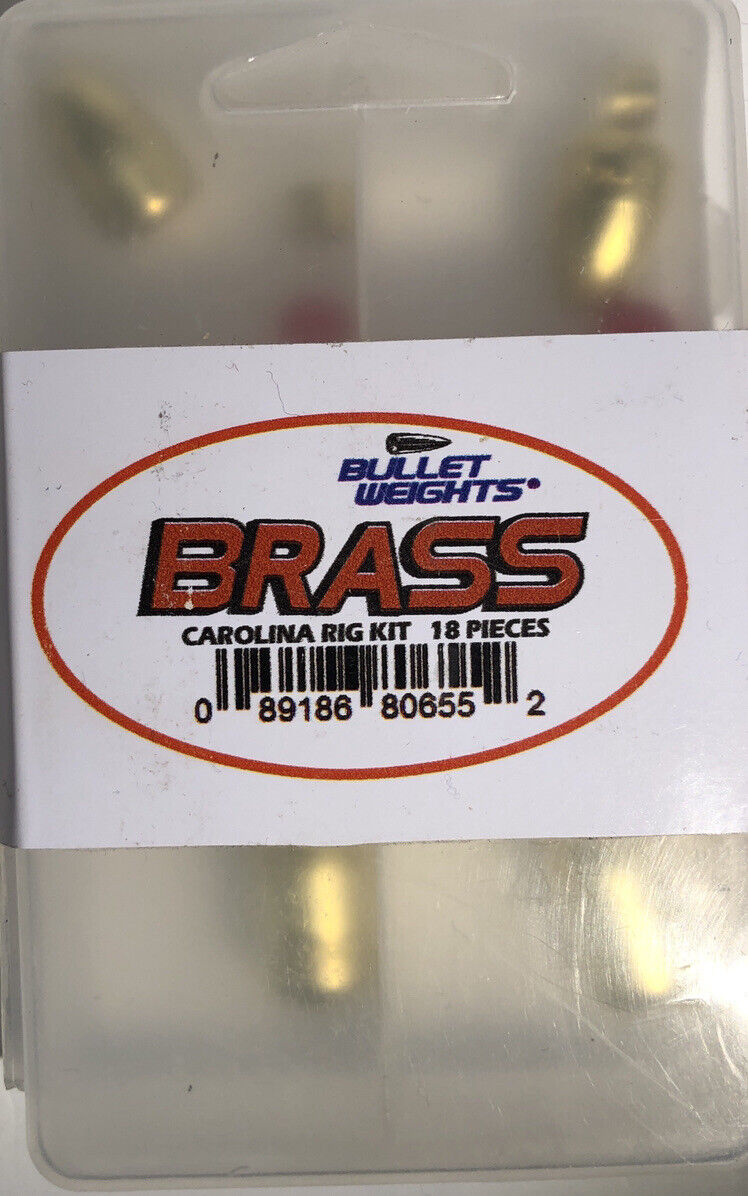 BULLET
WEIGHTS®
BRASS
CAROLINA RIG KIT 18 PIECES
0 89186 80655 2